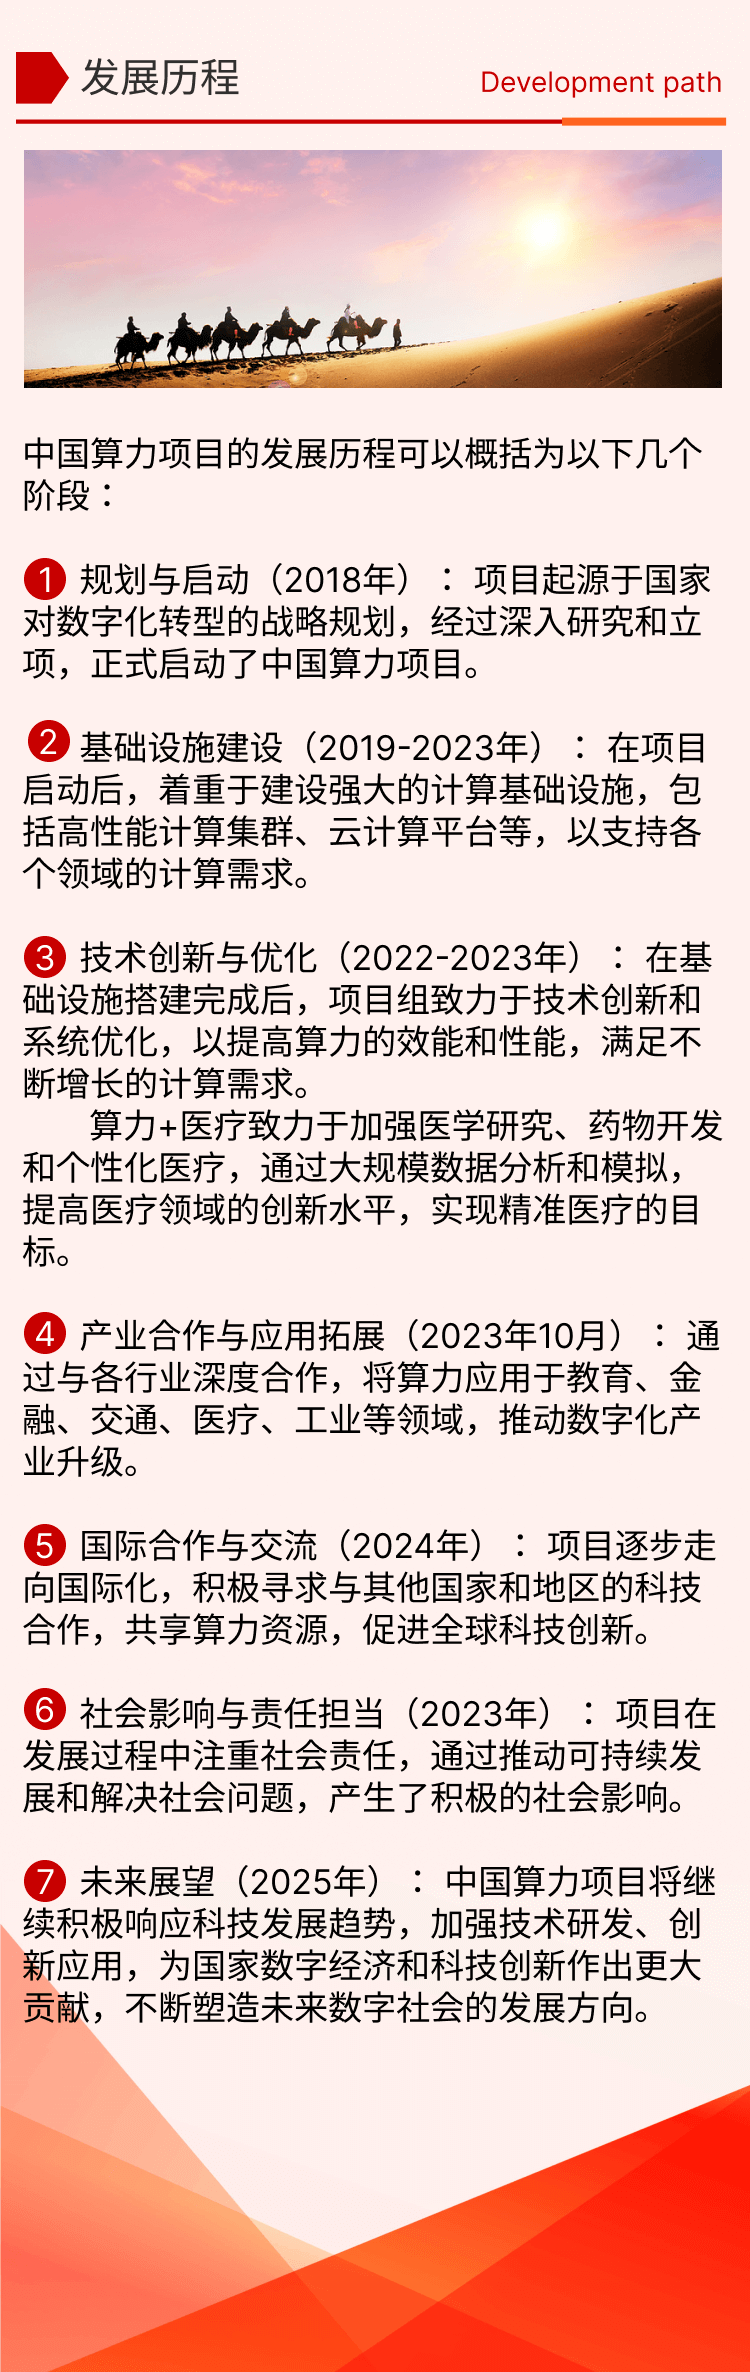 发展历程
Development path
中国算力项目的发展历程可以概括为以下几个
阶段：
1 规划与启动（2018年）： 项目起源于国家
对数字化转型的战略规划，经过深入研究和立
项，正式启动了中国算力项目。
2 基础设施建设（2019-2023年）： 在项目
启动后，着重于建设强大的计算基础设施，包
括高性能计算集群、云计算平台等，以支持各
个领域的计算需求。
3 技术创新与优化（2022-2023年）： 在基
础设施搭建完成后，项目组致力于技术创新和
系统优化，以提高算力的效能和性能，满足不
断增长的计算需求。
算力+医疗致力于加强医学研究、药物开发
和个性化医疗，通过大规模数据分析和模拟，
提高医疗领域的创新水平，实现精准医疗的目
标。
4 产业合作与应用拓展（2023年10月）： 通
过与各行业深度合作，将算力应用于教育、金
融、交通、医疗、工业等领域，推动数字化产
业升级。
5 国际合作与交流（2024年）： 项目逐步走
向国际化，积极寻求与其他国家和地区的科技
合作，共享算力资源，促进全球科技创新。
6 社会影响与责任担当（2023年）： 项目在
发展过程中注重社会责任，通过推动可持续发
展和解决社会问题，产生了积极的社会影响。
7 未来展望（2025年）： 中国算力项目将继
续积极响应科技发展趋势，加强技术研发、创
新应用，为国家数字经济和科技创新作出更大
贡献，不断塑造未来数字社会的发展方向。